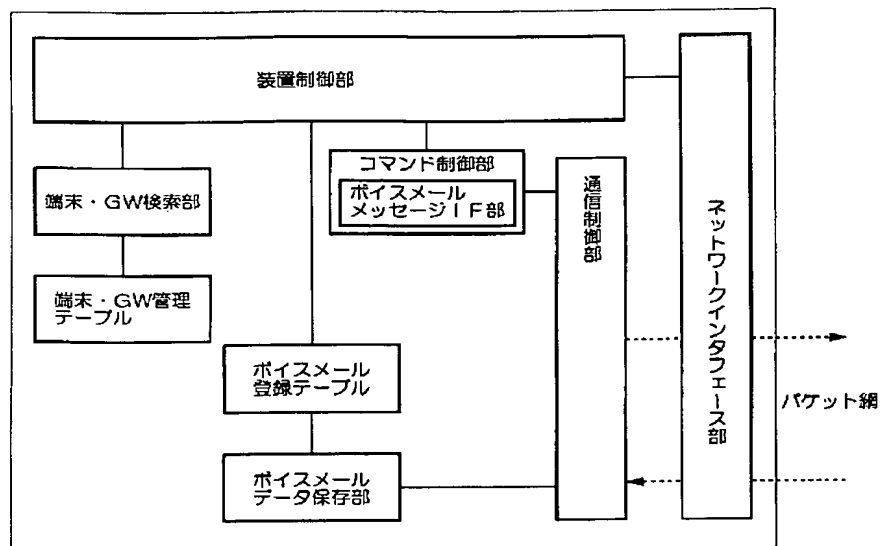 装置制御部
コマンド制御部
ボイスメール
メッセージIF部
端末・GW検索部
通信制御部
ネットワークインタフェース部
端末・GW管理
テーブル
ボイスメール
登録テーブル
パケット網
ボイスメール
データ保存部